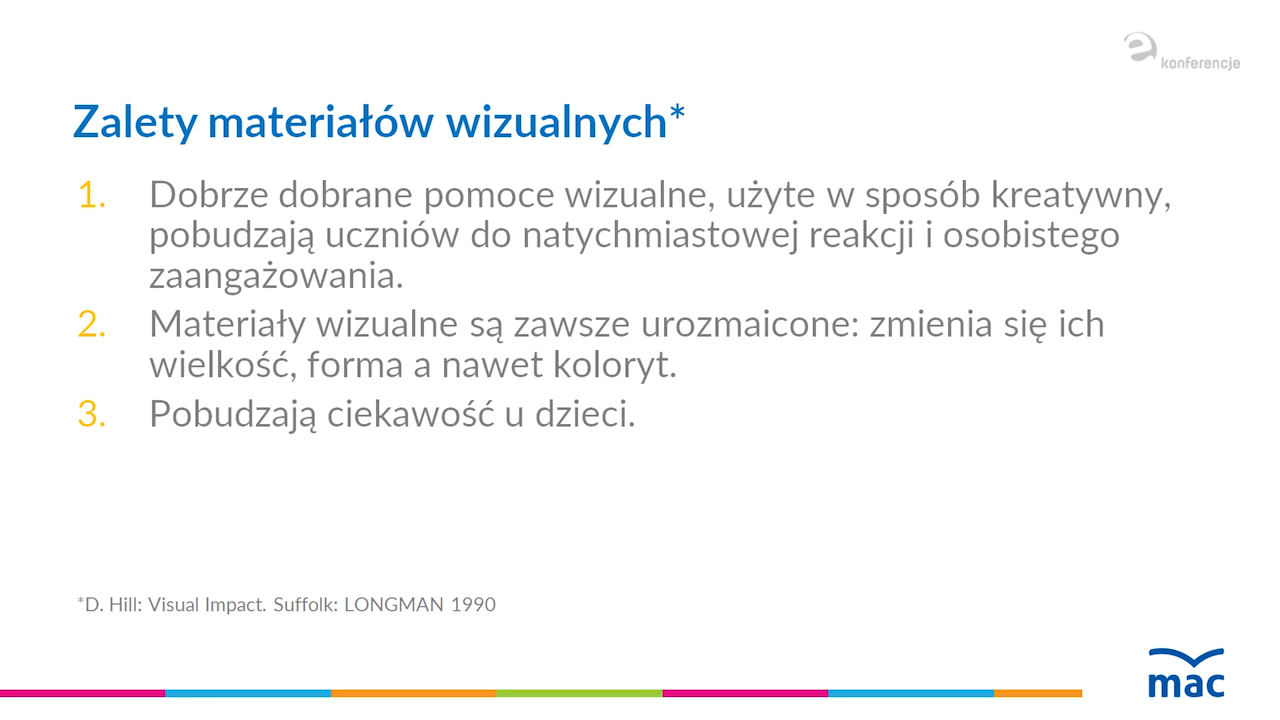 e konferencje
Zalety materiałów wizualnych*
1. Dobrze dobrane pomoce wizualne, użyte w sposób kreatywny,
pobudzają uczniów do natychmiastowej reakcji i osobistego
zaangażowania.
2. Materiały wizualne są zawsze urozmaicone: zmienia się ich
wielkość, forma a nawet koloryt.
3. Pobudzają ciekawość u dzieci.
*D. Hill: Visual Impact. Suffolk: LONGMAN 1990
mac